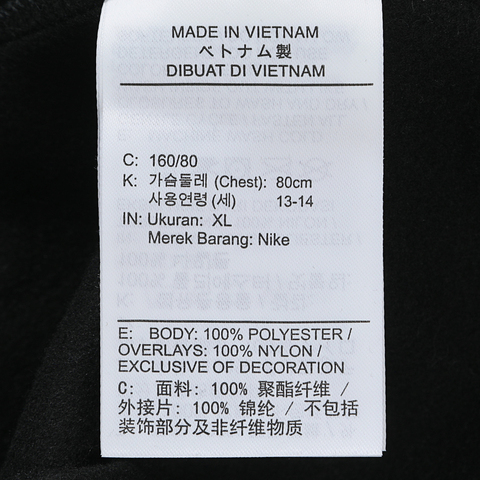 MADE IN VIETNAM
ベトナム製
DIBUAT DI VIETNAM
C: 160/80
K: 가슴둘레 (Chest): 80cm
사용연령 (세) 13-14
IN: Ukuran: XL
Merek Barang: Nike
E: BODY: 100% POLYESTER /
OVERLAYS: 100% NYLON /
EXCLUSIVE OF DECORATION
C: 面料: 100% 聚酯纤维 /
外接片: 100% 锦纶 / 不包括
装饰部分及非纤维物质